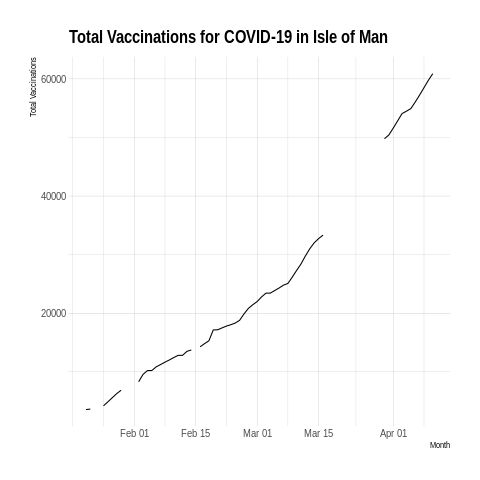 Total Vaccinations for COVID-19 in Isle of Man
Total Vaccinations
60000
40000
20000
Feb 01 Feb 15 Mar 01 Mar 15 Apr 01
Month